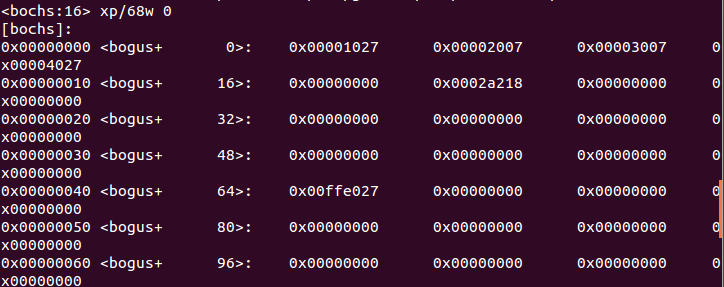 <bochs:16> xp/68w 0
[bochs]:
0x00000000 <bogus+       0>:    0x00001027      0x00002007      0x00003007      0
x00004027
0x00000010 <bogus+      16>:    0x00000000      0x0002a218      0x00000000      0
x00000000
0x00000020 <bogus+      32>:    0x00000000      0x00000000      0x00000000      0
x00000000
0x00000030 <bogus+      48>:    0x00000000      0x00000000      0x00000000      0
x00000000
0x00000040 <bogus+      64>:    0x00ffe027      0x00000000      0x00000000      0
x00000000
0x00000050 <bogus+      80>:    0x00000000      0x00000000      0x00000000      0
x00000000
0x00000060 <bogus+      96>:    0x00000000      0x00000000      0x00000000      0
x00000000